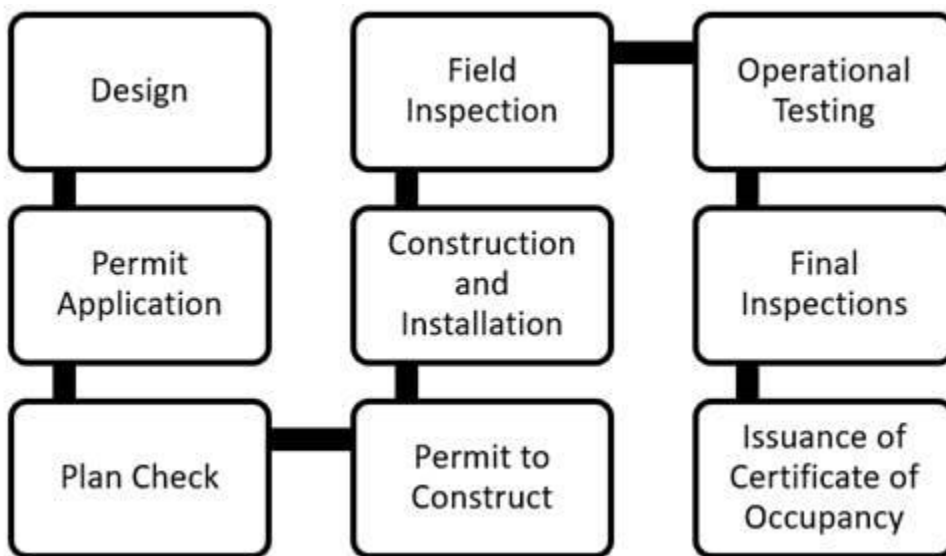 Design
Permit
Application
Plan Check
Permit to
Construct
Construction
and
Installation
Field
Inspection
Operational
Testing
Final
Inspections
Issuance of
Certificate of
Occupancy